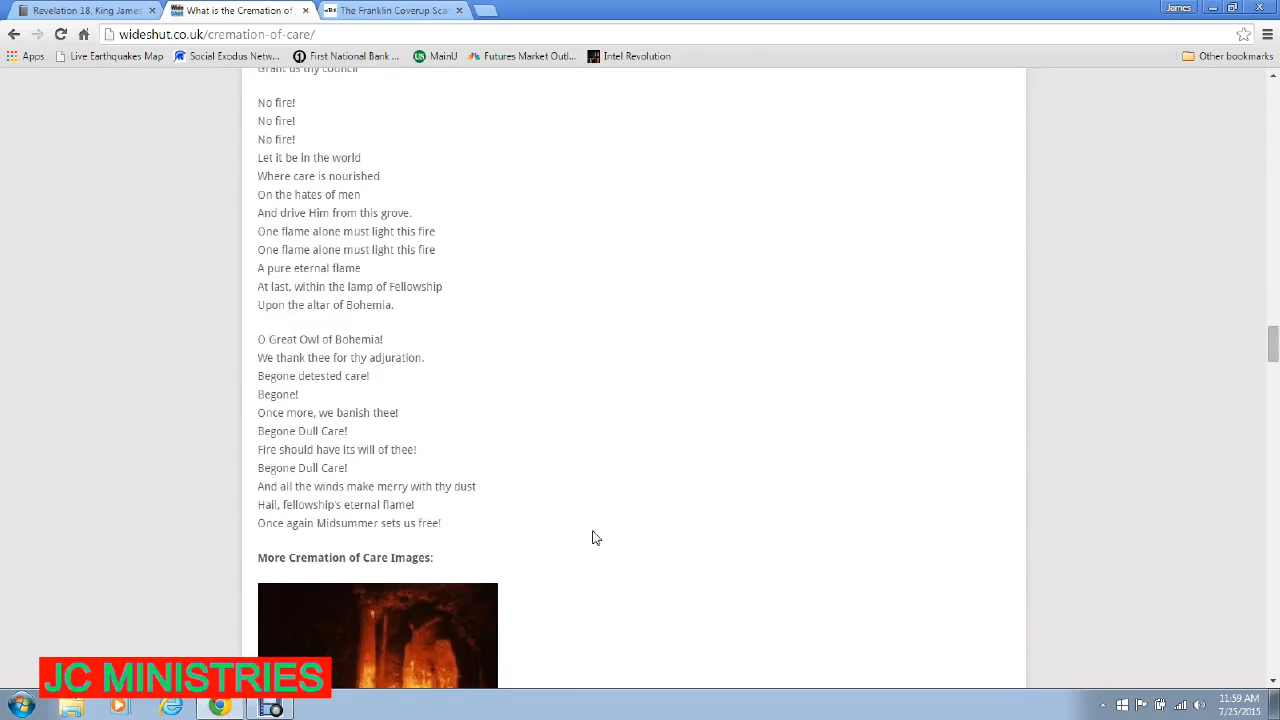 Revelation 18, King James
What is the Cremation of
The Franklin Coverup Sca
James
wideshut.co.uk/cremation-of-care/
Apps
Live Earthquakes Map
Social Exodus Netw...
First National Bank ...
MainU
Futures Market Outl...
Intel Revolution
Other bookmarks
Grant us thy council
No fire!
No fire!
No fire!
Let it be in the world
Where care is nourished
On the hates of men
And drive Him from this grove.
One flame alone must light this fire
One flame alone must light this fire
A pure eternal flame
At last, within the lamp of Fellowship
Upon the altar of Bohemia.
O Great Owl of Bohemia!
We thank thee for thy adjuration.
Begone detested care!
Begone!
Once more, we banish thee!
Begone Dull Care!
Fire should have its will of thee!
Begone Dull Care!
And all the winds make merry with thy dust
Hail, fellowship's eternal flame!
Once again Midsummer sets us free!
More Cremation of Care Images:
JC MINISTRIES
11:59 AM
7/25/2015